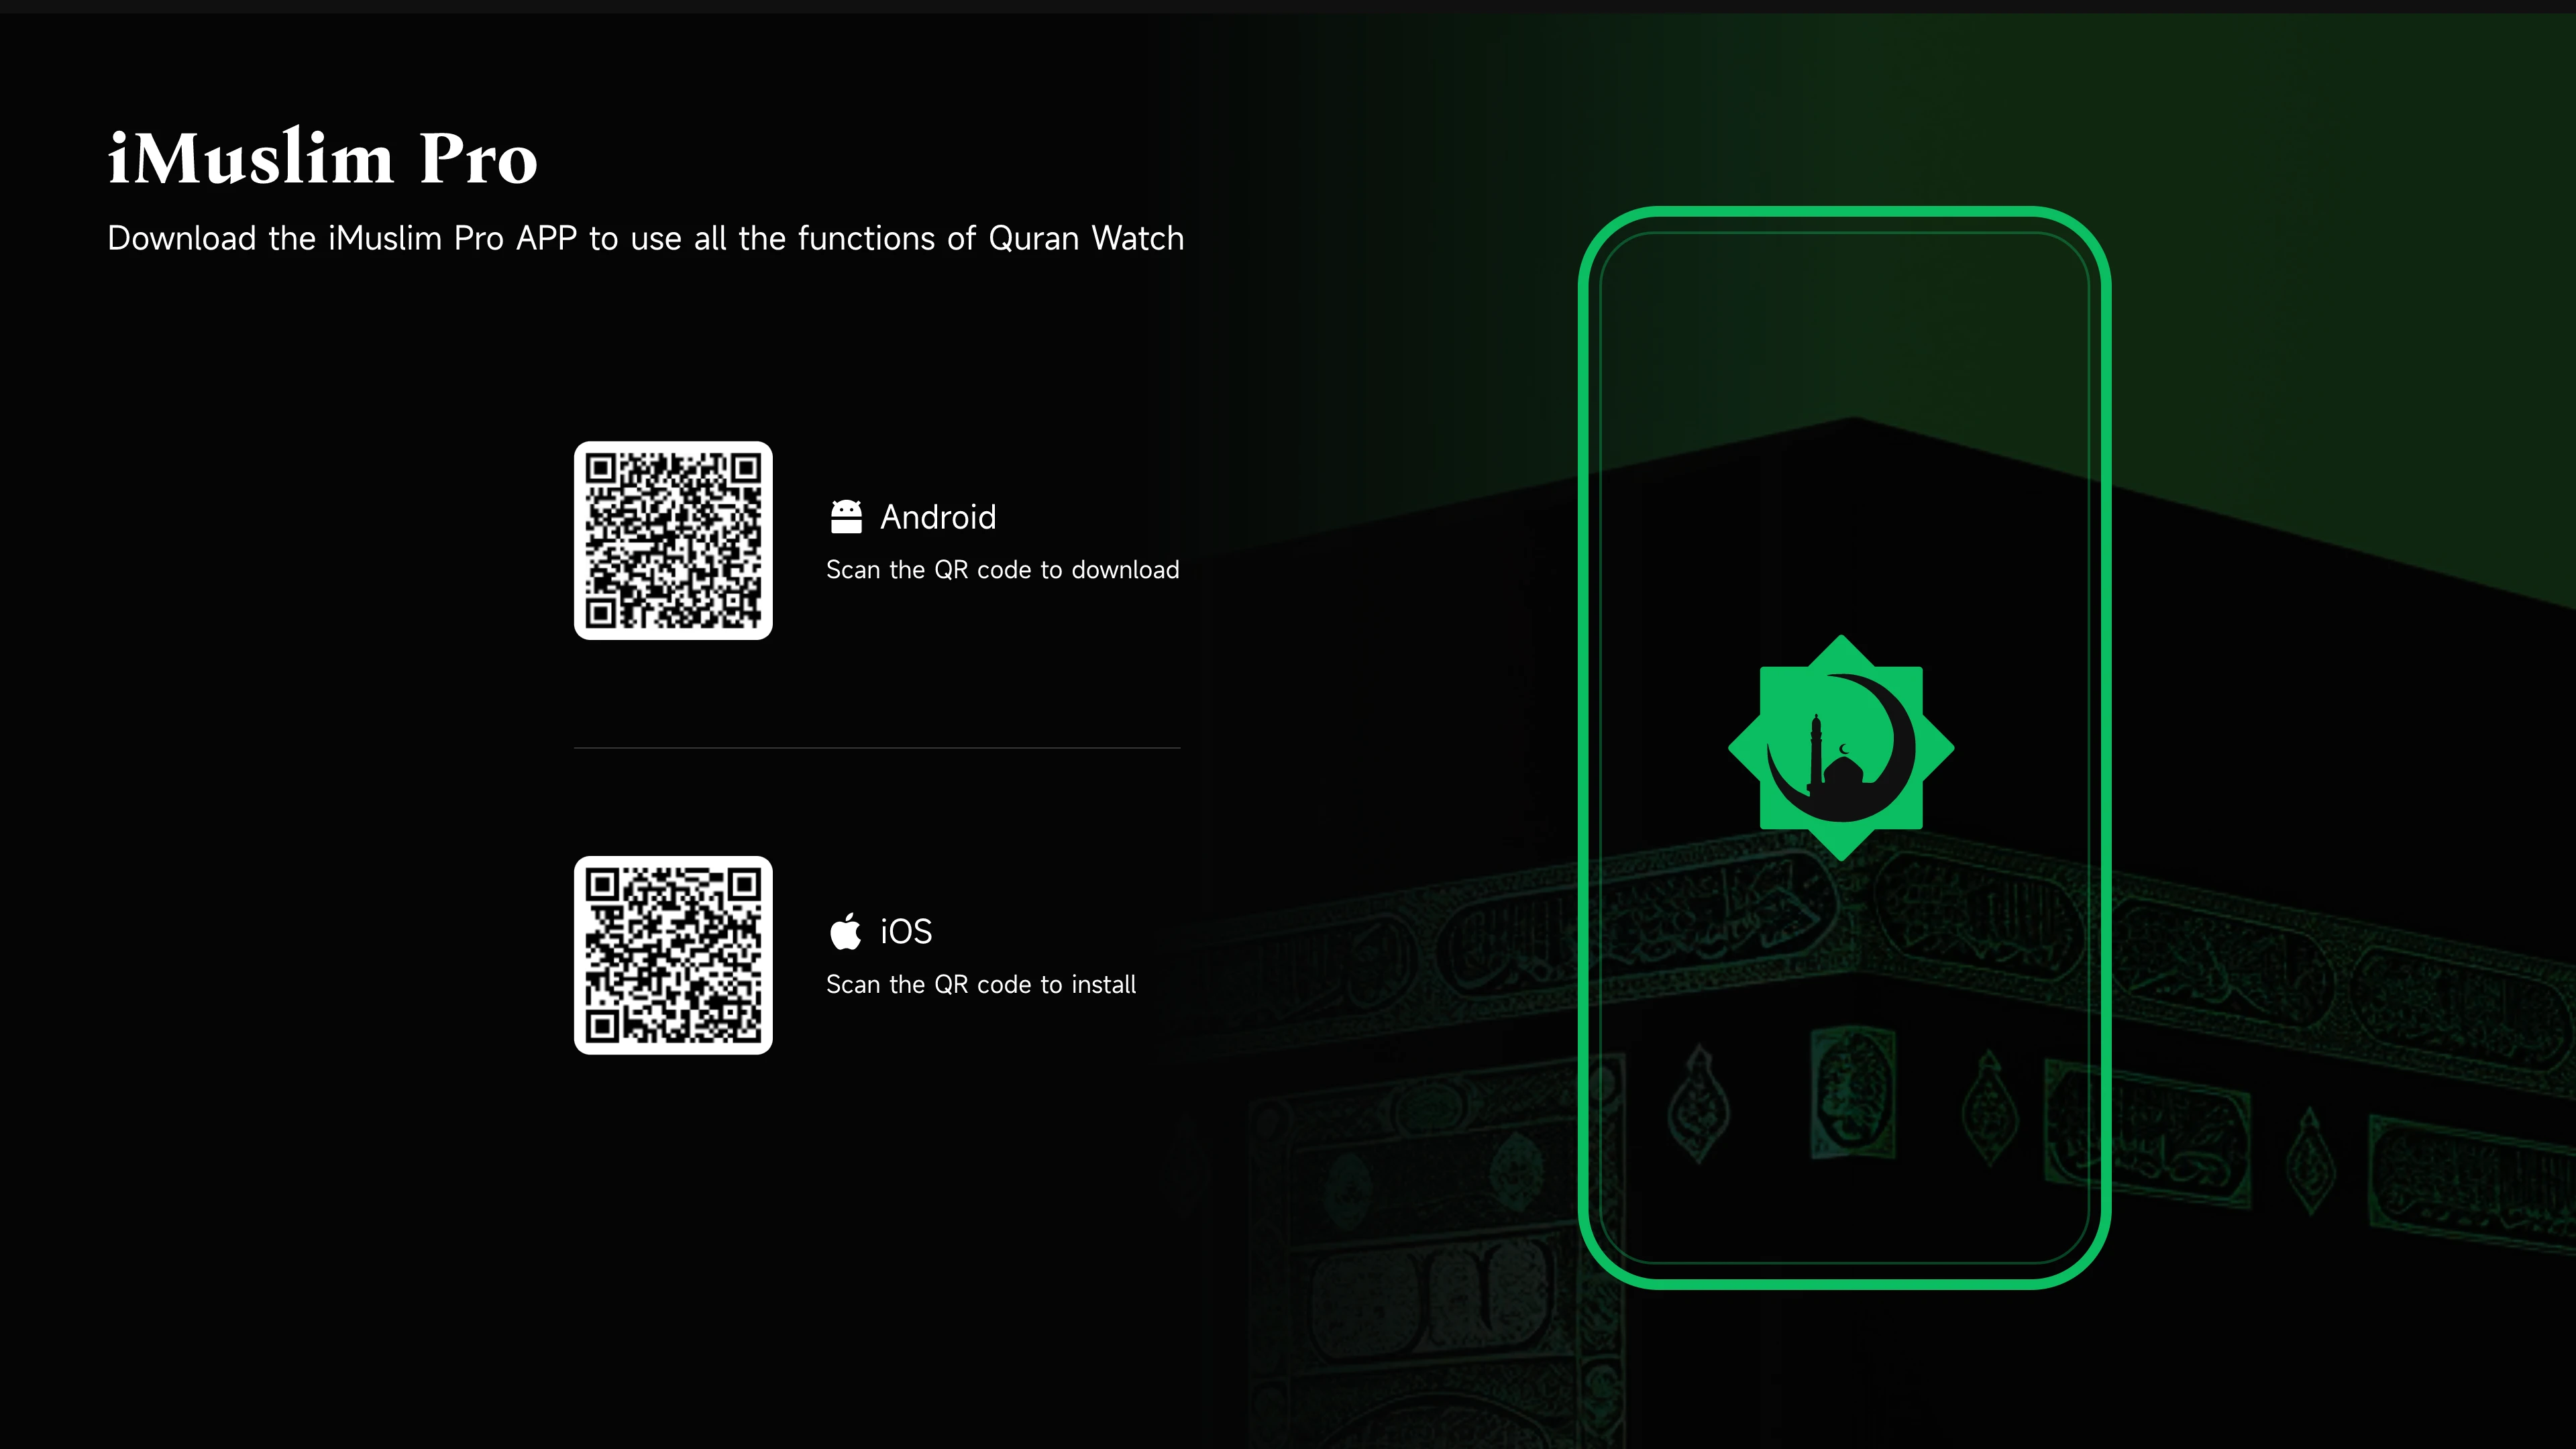 iMuslim Pro
Download the iMuslim Pro APP to use all the functions of Quran Watch
Android
Scan the QR code to download
iOS
Scan the QR code to install